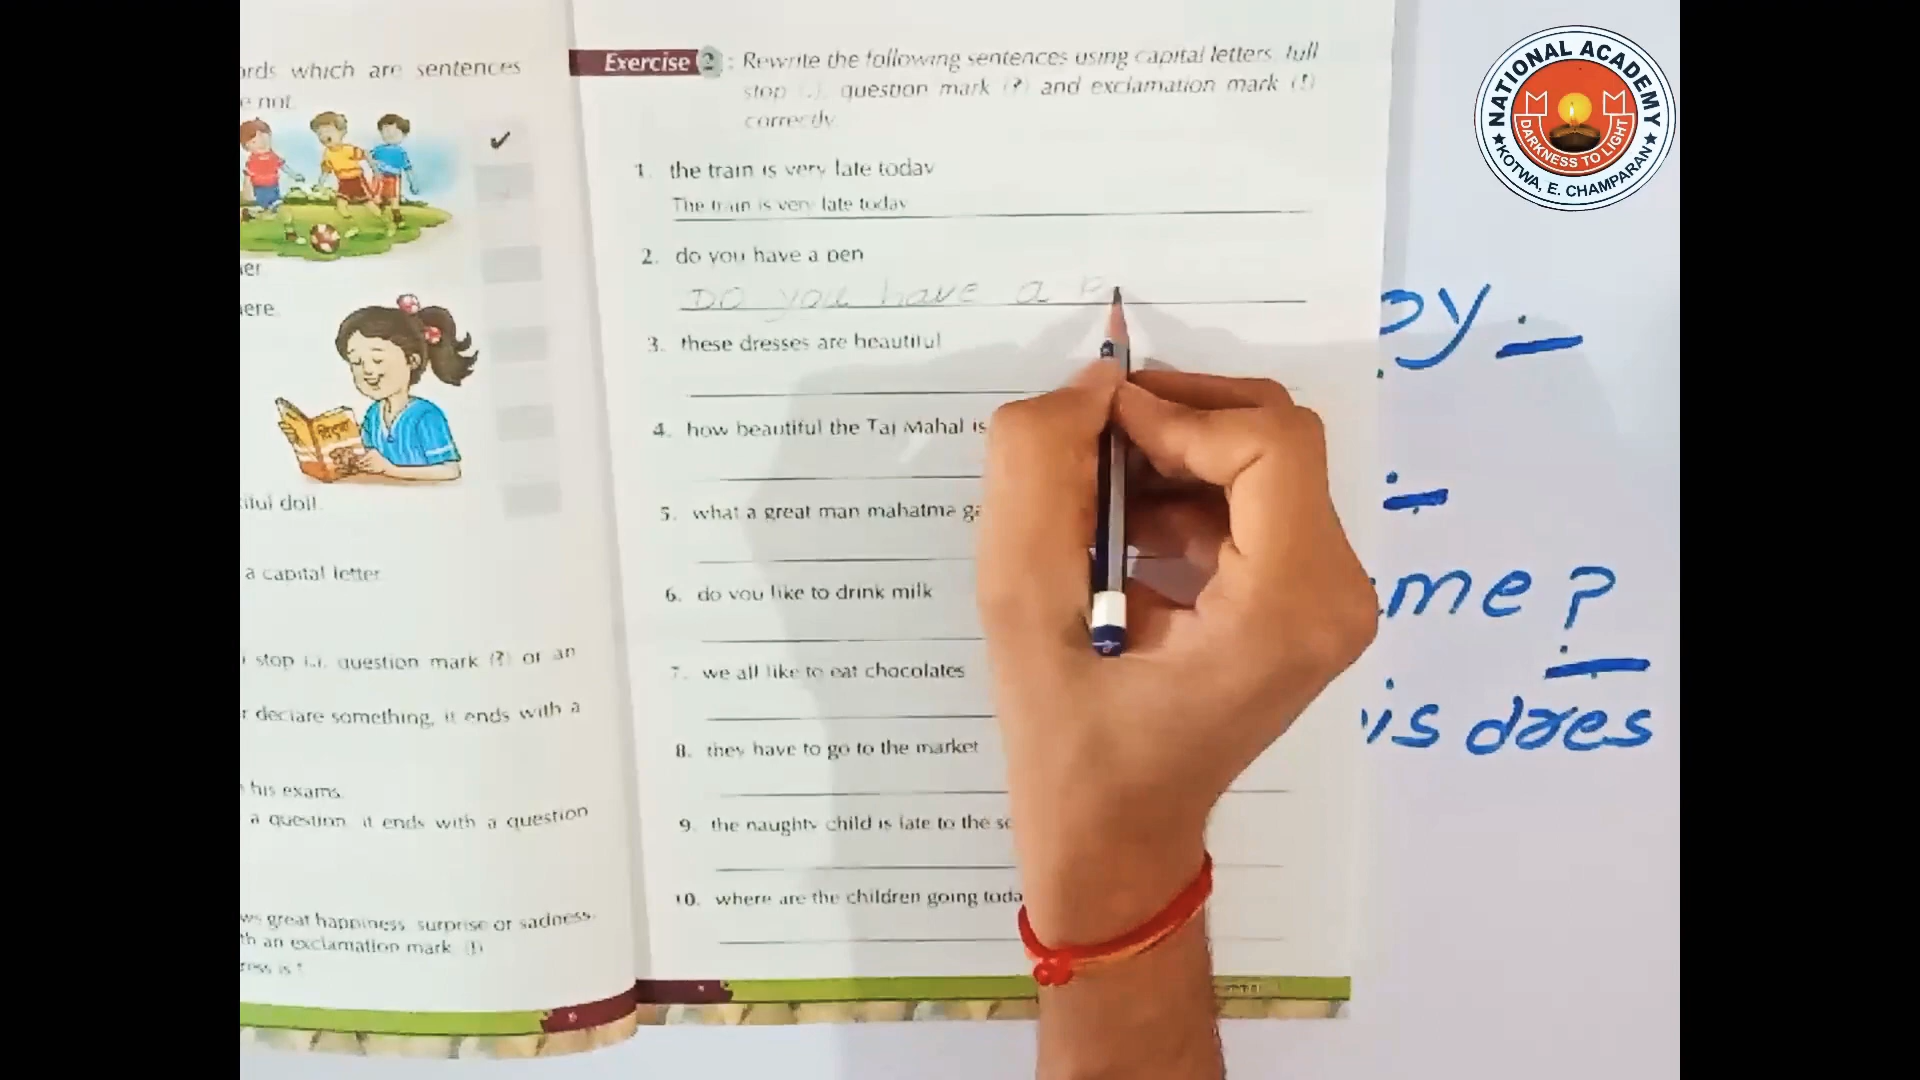 ords which are sentences
e not.
✓
er.
ere.
iful doll.
a capital letter.
stop (.), question mark (?) or an
r declare something, it ends with a
his exams.
a question, it ends with a question
ws great happiness, surprise or sadness,
th an exclamation mark (!)
ress is !
Exercise 2 : Rewrite the following sentences using capital letters, full
stop (.), question mark (?) and exclamation mark (!)
correctly.
1. the train is very late today
The train is very late today
2. do you have a pen
Do you have a p
3. these dresses are beautiful
4. how beautiful the Taj Mahal is
5. what a great man mahatma ga
6. do you like to drink milk
7. we all like to eat chocolates
8. they have to go to the market
9. the naughty child is late to the sc
10. where are the children going toda
oy.
me?
is dres
NATIONAL ACADEMY
DARKNESS TO LIGHT
KOTWA, E. CHAMPARAN